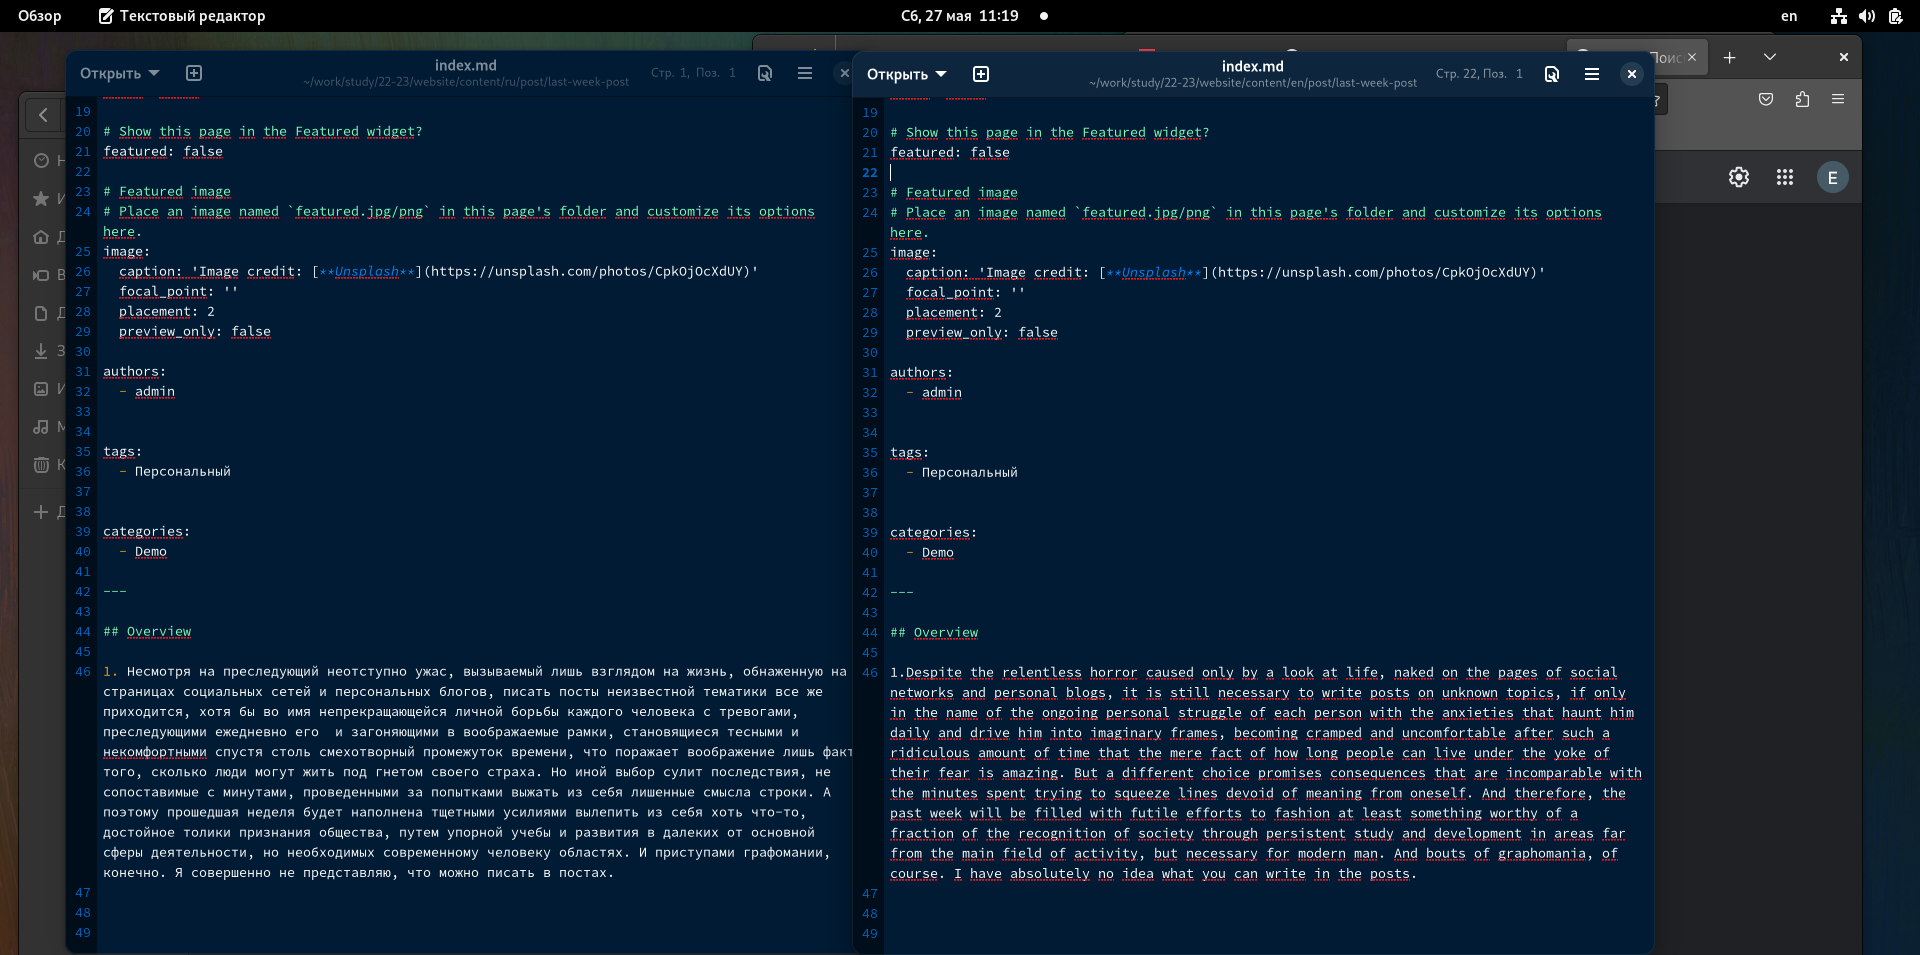 Обзор
Текстовый редактор
Сб, 27 мая 11:19
en
Открыть
index.md
~/work/study/22-23/website/content/ru/post/last-week-post
Стр. 1, Поз. 1
19
20 # Show this page in the Featured widget?
21 featured: false
22
23 # Featured image
24 # Place an image named `featured.jpg/png` in this page's folder and customize its options
here.
25 image:
26 caption: 'Image credit: [**Unsplash**](https://unsplash.com/photos/CpkOjOcXdUY)'
27 focal_point: ''
28 placement: 2
29 preview_only: false
30
31 authors:
32 - admin
33
34
35 tags:
36 - Персональный
37
38
39 categories:
40 - Demo
41
42 ---
43
44 ## Overview
45
46 1. Несмотря на преследующий неотступно ужас, вызываемый лишь взглядом на жизнь, обнаженную на
страницах социальных сетей и персональных блогов, писать посты неизвестной тематики все же
приходится, хотя бы во имя непрекращающейся личной борьбы каждого человека с тревогами,
преследующими ежедневно его  и загоняющими в воображаемые рамки, становящиеся тесными и
некомфортными спустя столь смехотворный промежуток времени, что поражает воображение лишь факт
того, сколько люди могут жить под гнетом своего страха. Но иной выбор сулит последствия, не
сопоставимые с минутами, проведенными за попытками выжать из себя лишенные смысла строки. А
поэтому прошедшая неделя будет наполнена тщетными усилиями вылепить из себя хоть что-то,
достойное толики признания общества, путем упорной учебы и развития в далеких от основной
сферы деятельности, но необходимых современному человеку областях. И приступами графомании,
конечно. Я совершенно не представляю, что можно писать в постах.
47
48
49
Открыть
index.md
~/work/study/22-23/website/content/en/post/last-week-post
Стр. 22, Поз. 1
19
20 # Show this page in the Featured widget?
21 featured: false
22
23 # Featured image
24 # Place an image named `featured.jpg/png` in this page's folder and customize its options
here.
25 image:
26 caption: 'Image credit: [**Unsplash**](https://unsplash.com/photos/CpkOjOcXdUY)'
27 focal_point: ''
28 placement: 2
29 preview_only: false
30
31 authors:
32 - admin
33
34
35 tags:
36 - Персональный
37
38
39 categories:
40 - Demo
41
42 ---
43
44 ## Overview
45
46 1.Despite the relentless horror caused only by a look at life, naked on the pages of social
networks and personal blogs, it is still necessary to write posts on unknown topics, if only
in the name of the ongoing personal struggle of each person with the anxieties that haunt him
daily and drive him into imaginary frames, becoming cramped and uncomfortable after such a
ridiculous amount of time that the mere fact of how long people can live under the yoke of
their fear is amazing. But a different choice promises consequences that are incomparable with
the minutes spent trying to squeeze lines devoid of meaning from oneself. And therefore, the
past week will be filled with futile efforts to fashion at least something worthy of a
fraction of the recognition of society through persistent study and development in areas far
from the main field of activity, but necessary for modern man. And bouts of graphomania, of
course. I have absolutely no idea what you can write in the posts.
47
48
49
E